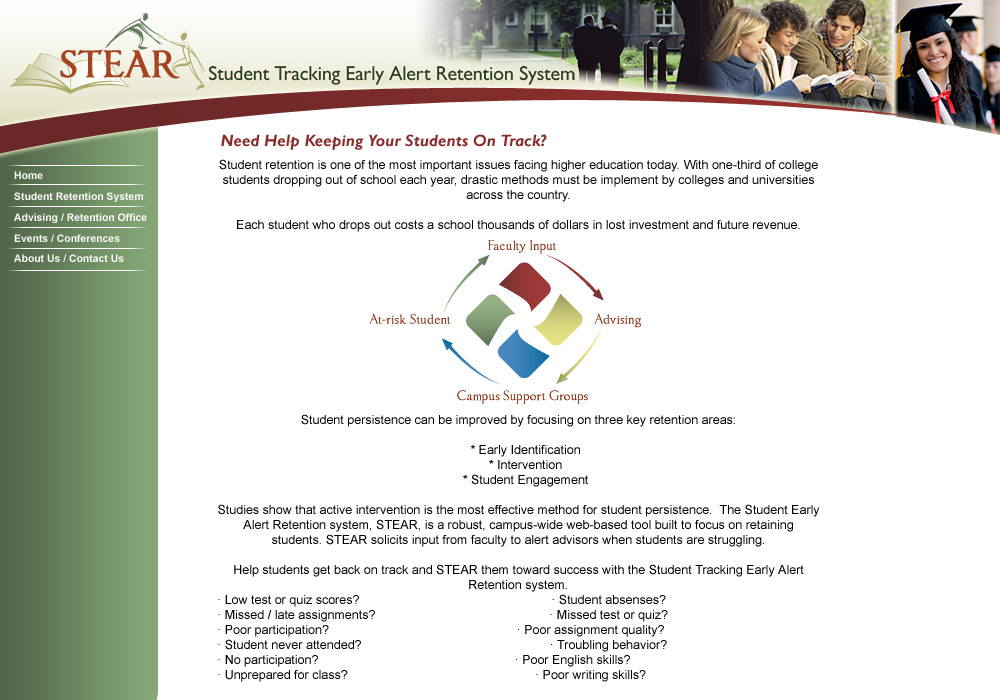 STEAR
Student Tracking Early Alert Retention System
Home
Student Retention System
Advising / Retention Office
Events / Conferences
About Us / Contact Us
Need Help Keeping Your Students On Track?
Student retention is one of the most important issues facing higher education today. With one-third of college
students dropping out of school each year, drastic methods must be implement by colleges and universities
across the country.
Each student who drops out costs a school thousands of dollars in lost investment and future revenue.
Faculty Input
At-risk Student
Advising
Campus Support Groups
Student persistence can be improved by focusing on three key retention areas:
* Early Identification
* Intervention
* Student Engagement
Studies show that active intervention is the most effective method for student persistence.  The Student Early
Alert Retention system, STEAR, is a robust, campus-wide web-based tool built to focus on retaining
students. STEAR solicits input from faculty to alert advisors when students are struggling.
Help students get back on track and STEAR them toward success with the Student Tracking Early Alert
Retention system.
· Low test or quiz scores?
· Missed / late assignments?
· Poor participation?
· Student never attended?
· No participation?
· Unprepared for class?
· Student absenses?
· Missed test or quiz?
· Poor assignment quality?
· Troubling behavior?
· Poor English skills?
· Poor writing skills?